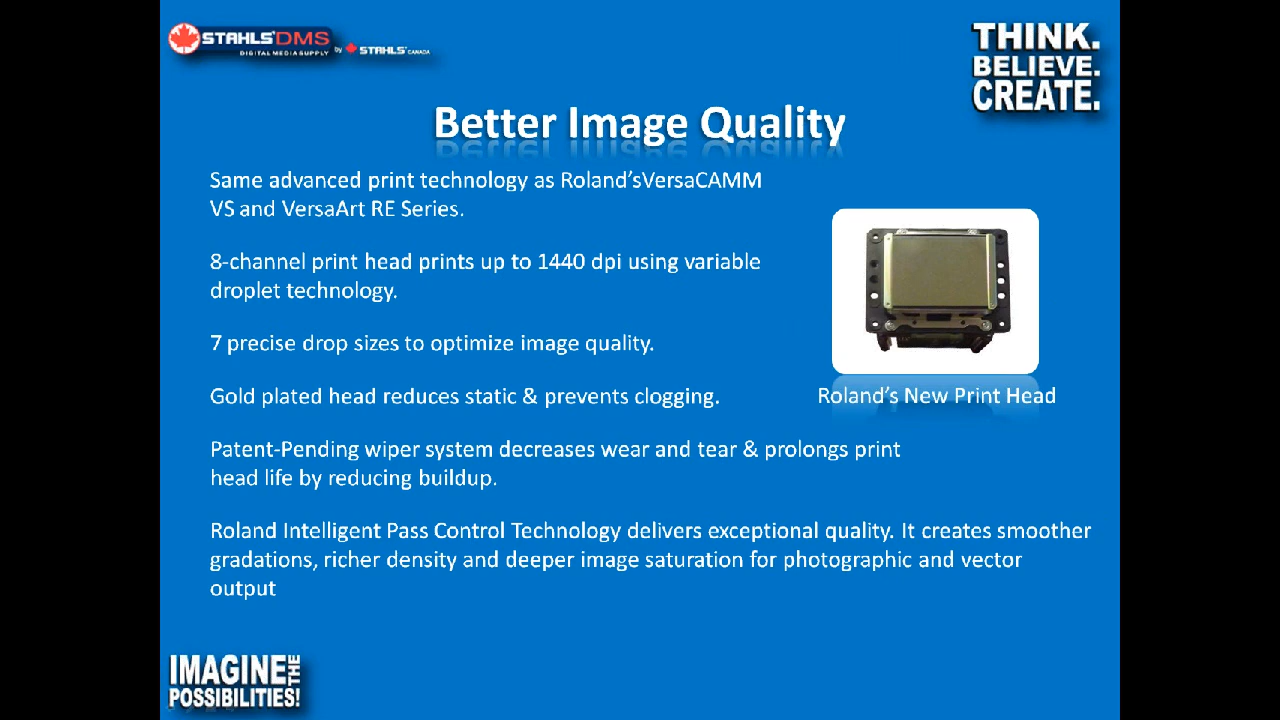 STAHLS' DMS
DIGITAL MEDIA SUPPLY by STAHLS' CANADA
THINK.
BELIEVE.
CREATE.
Better Image Quality
Same advanced print technology as Roland'sVersaCAMM
VS and VersaArt RE Series.
8-channel print head prints up to 1440 dpi using variable
droplet technology.
7 precise drop sizes to optimize image quality.
Gold plated head reduces static & prevents clogging.
Roland's New Print Head
Patent-Pending wiper system decreases wear and tear & prolongs print
head life by reducing buildup.
Roland Intelligent Pass Control Technology delivers exceptional quality. It creates smoother
gradations, richer density and deeper image saturation for photographic and vector
output
IMAGINE THE
POSSIBILITIES!